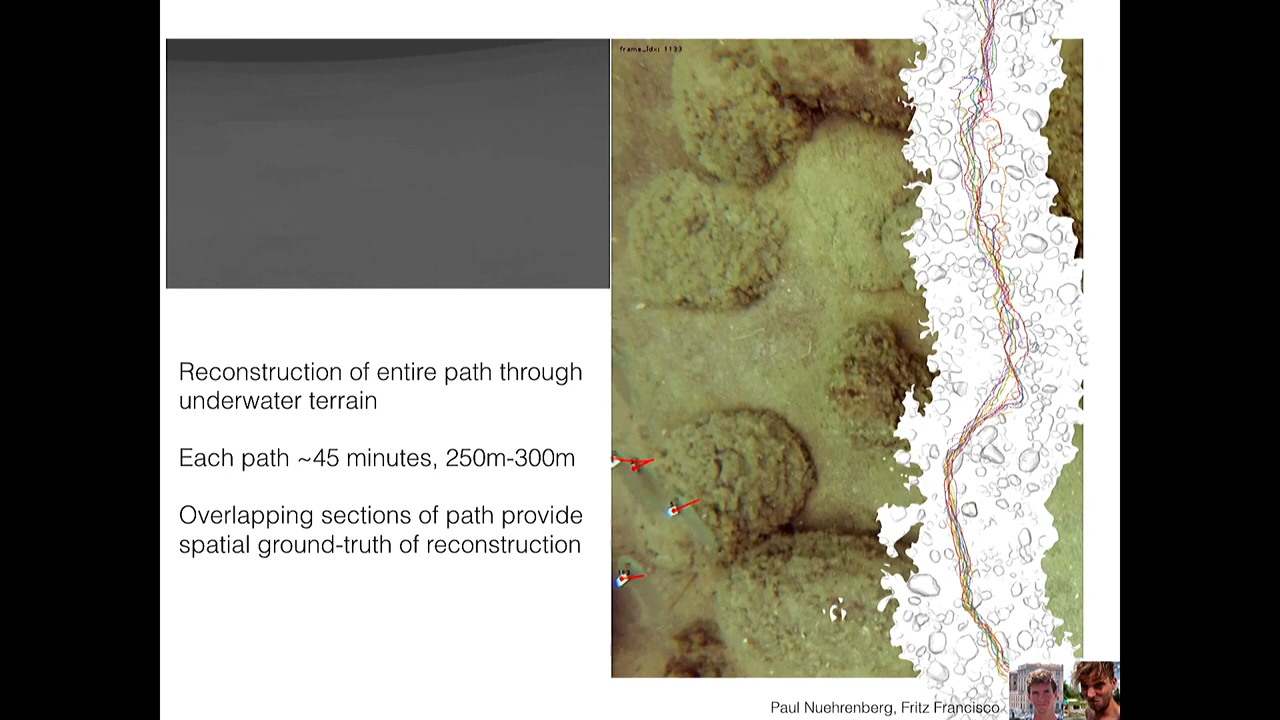 frame_idx: 1133
Reconstruction of entire path through
underwater terrain
Each path ~45 minutes, 250m-300m
Overlapping sections of path provide
spatial ground-truth of reconstruction
Paul Nuehrenberg, Fritz Francisco